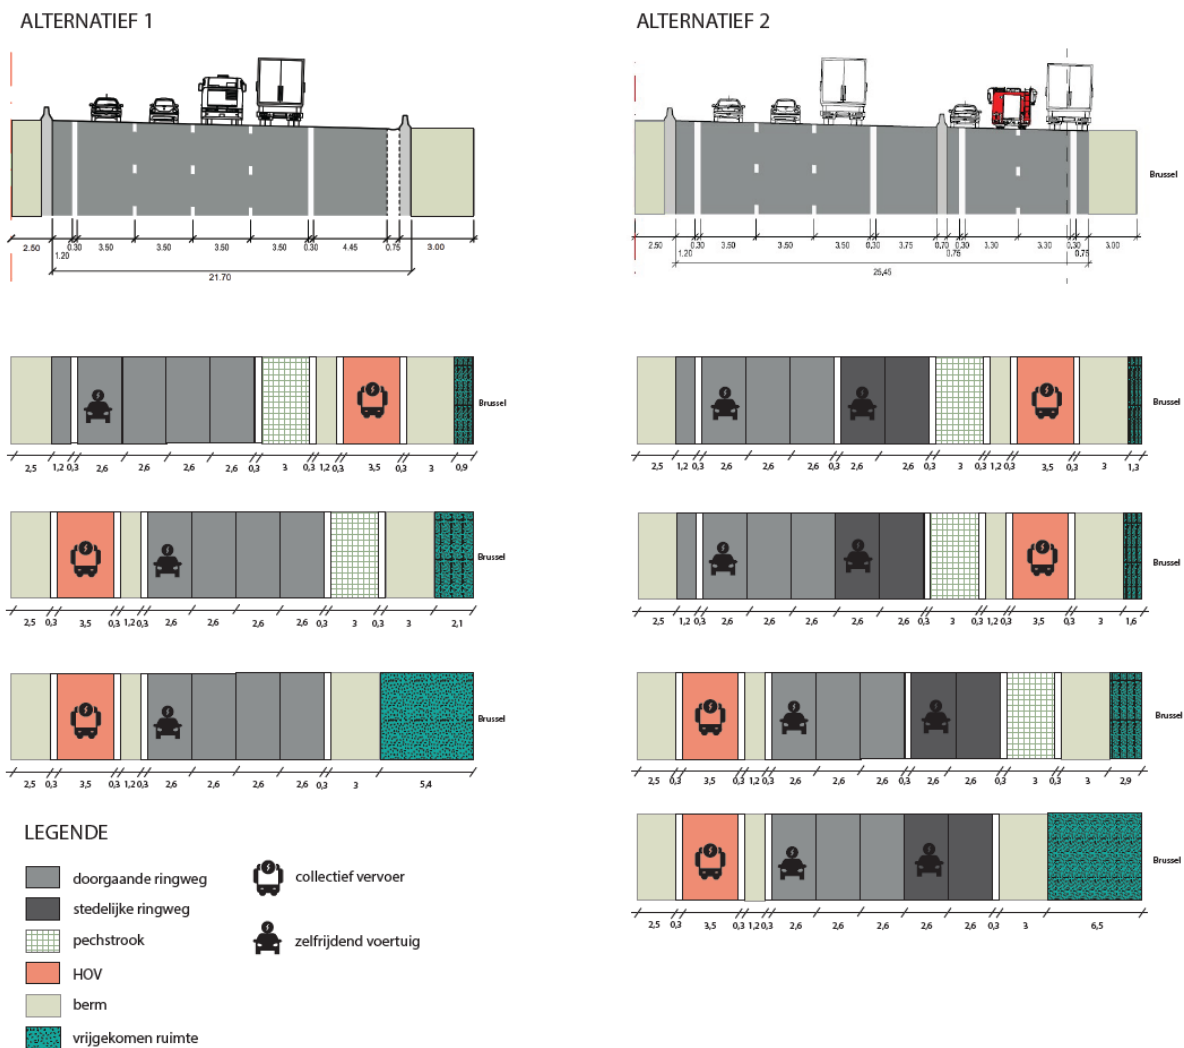 ALTERNATIEF 1
2.50 0.30 3.50 3.50 3.50 3.50 0.30 4.45 0.75 3.00
1.20
21.70
2,5 1,2 0,3 2,6 2,6 2,6 2,6 0,3 3 0,3 1,2 0,3 3,5 0,3 3 0,9
Brussel
2,5 0,3 3,5 0,3 1,2 0,3 2,6 2,6 2,6 2,6 0,3 3 0,3 3 2,1
Brussel
2,5 0,3 3,5 0,3 1,2 0,3 2,6 2,6 2,6 2,6 0,3 3 5,4
Brussel
ALTERNATIEF 2
Brussel
2.50 0.30 3.50 3.50 3.50 0.30 3.75 0.70 0.30 3.30 3.30 0.30 3.00
1.20 0.75 0.75
25,45
Brussel
2,5 1,2 0,3 2,6 2,6 2,6 0,3 2,6 2,6 0,3 3 0,3 1,2 0,3 3,5 0,3 3 1,3
Brussel
2,5 1,2 0,3 2,6 2,6 2,6 2,6 2,6 0,3 3 0,3 1,2 0,3 3,5 0,3 3 1,6
Brussel
2,5 0,3 3,5 0,3 1,2 0,3 2,6 2,6 2,6 0,3 2,6 2,6 0,3 3 0,3 3 2,9
Brussel
2,5 0,3 3,5 0,3 1,2 0,3 2,6 2,6 2,6 2,6 2,6 0,3 3 6,5
LEGENDE
doorgaande ringweg
stedelijke ringweg
pechstrook
HOV
berm
vrijgekomen ruimte
collectief vervoer
zelfrijdend voertuig